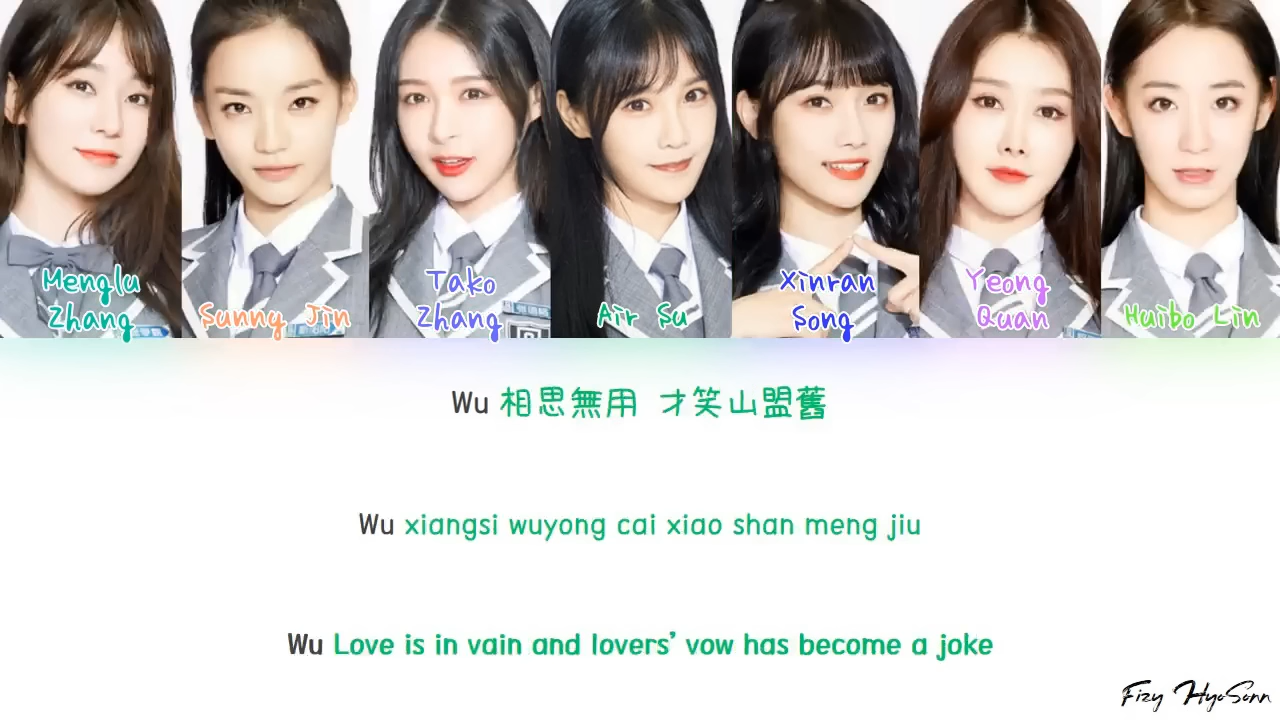 Menglu
Zhang
Sunny Jin
Tako
Zhang
Air Su
Xinran
Song
Yeong
Quan
Huibo Lin
Wu 相思無用 才笑山盟舊
Wu xiangsi wuyong cai xiao shan meng jiu
Wu Love is in vain and lovers’ vow has become a joke
Fizy HyoSonn